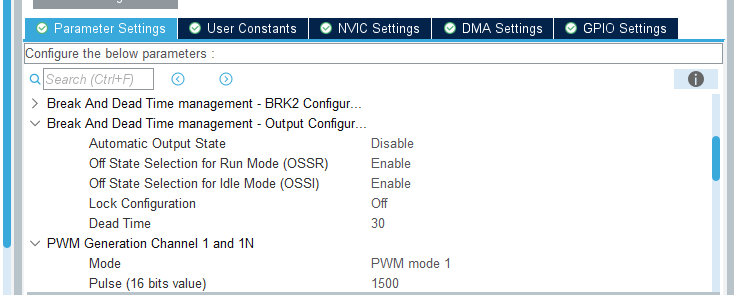 Parameter Settings User Constants NVIC Settings DMA Settings GPIO Settings
Configure the below parameters :
Search (Ctrl+F)
Break And Dead Time management - BRK2 Configur...
Break And Dead Time management - Output Configur...
Automatic Output State Disable
Off State Selection for Run Mode (OSSR) Enable
Off State Selection for Idle Mode (OSSI) Enable
Lock Configuration Off
Dead Time 30
PWM Generation Channel 1 and 1N
Mode PWM mode 1
Pulse (16 bits value) 1500